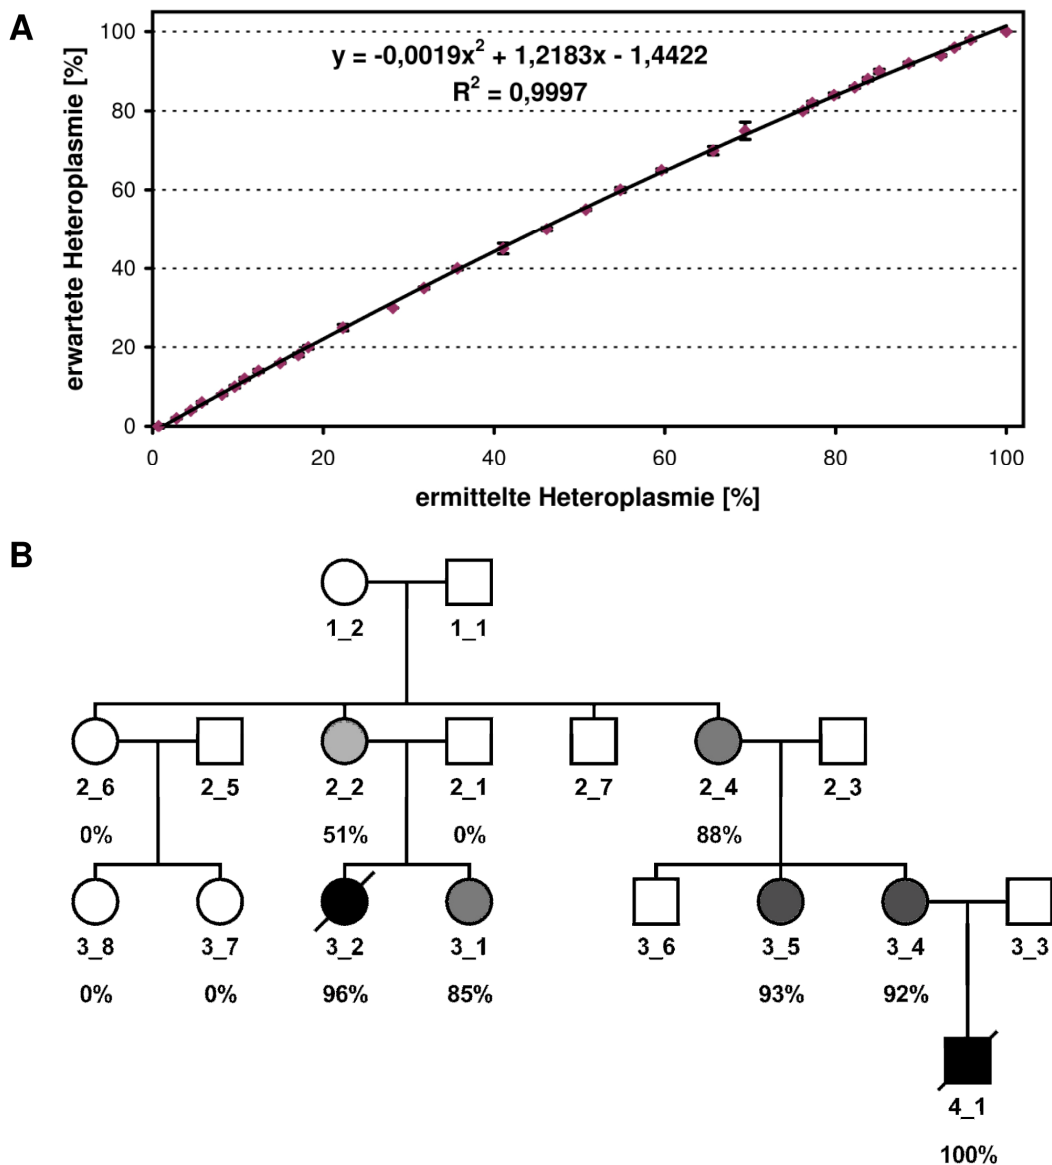 A
y = -0,0019x² + 1,2183x - 1,4422
R² = 0,9997
erwartete Heteroplasmie [%]
100
80
60
40
20
0
0 20 40 60 80 100
ermittelte Heteroplasmie [%]
B
1_2 1_1
2_6 2_5 2_2 2_1 2_7 2_4 2_3
0% 51% 0% 88%
3_8 3_7 3_2 3_1 3_6 3_5 3_4 3_3
0% 0% 96% 85% 93% 92%
4_1
100%